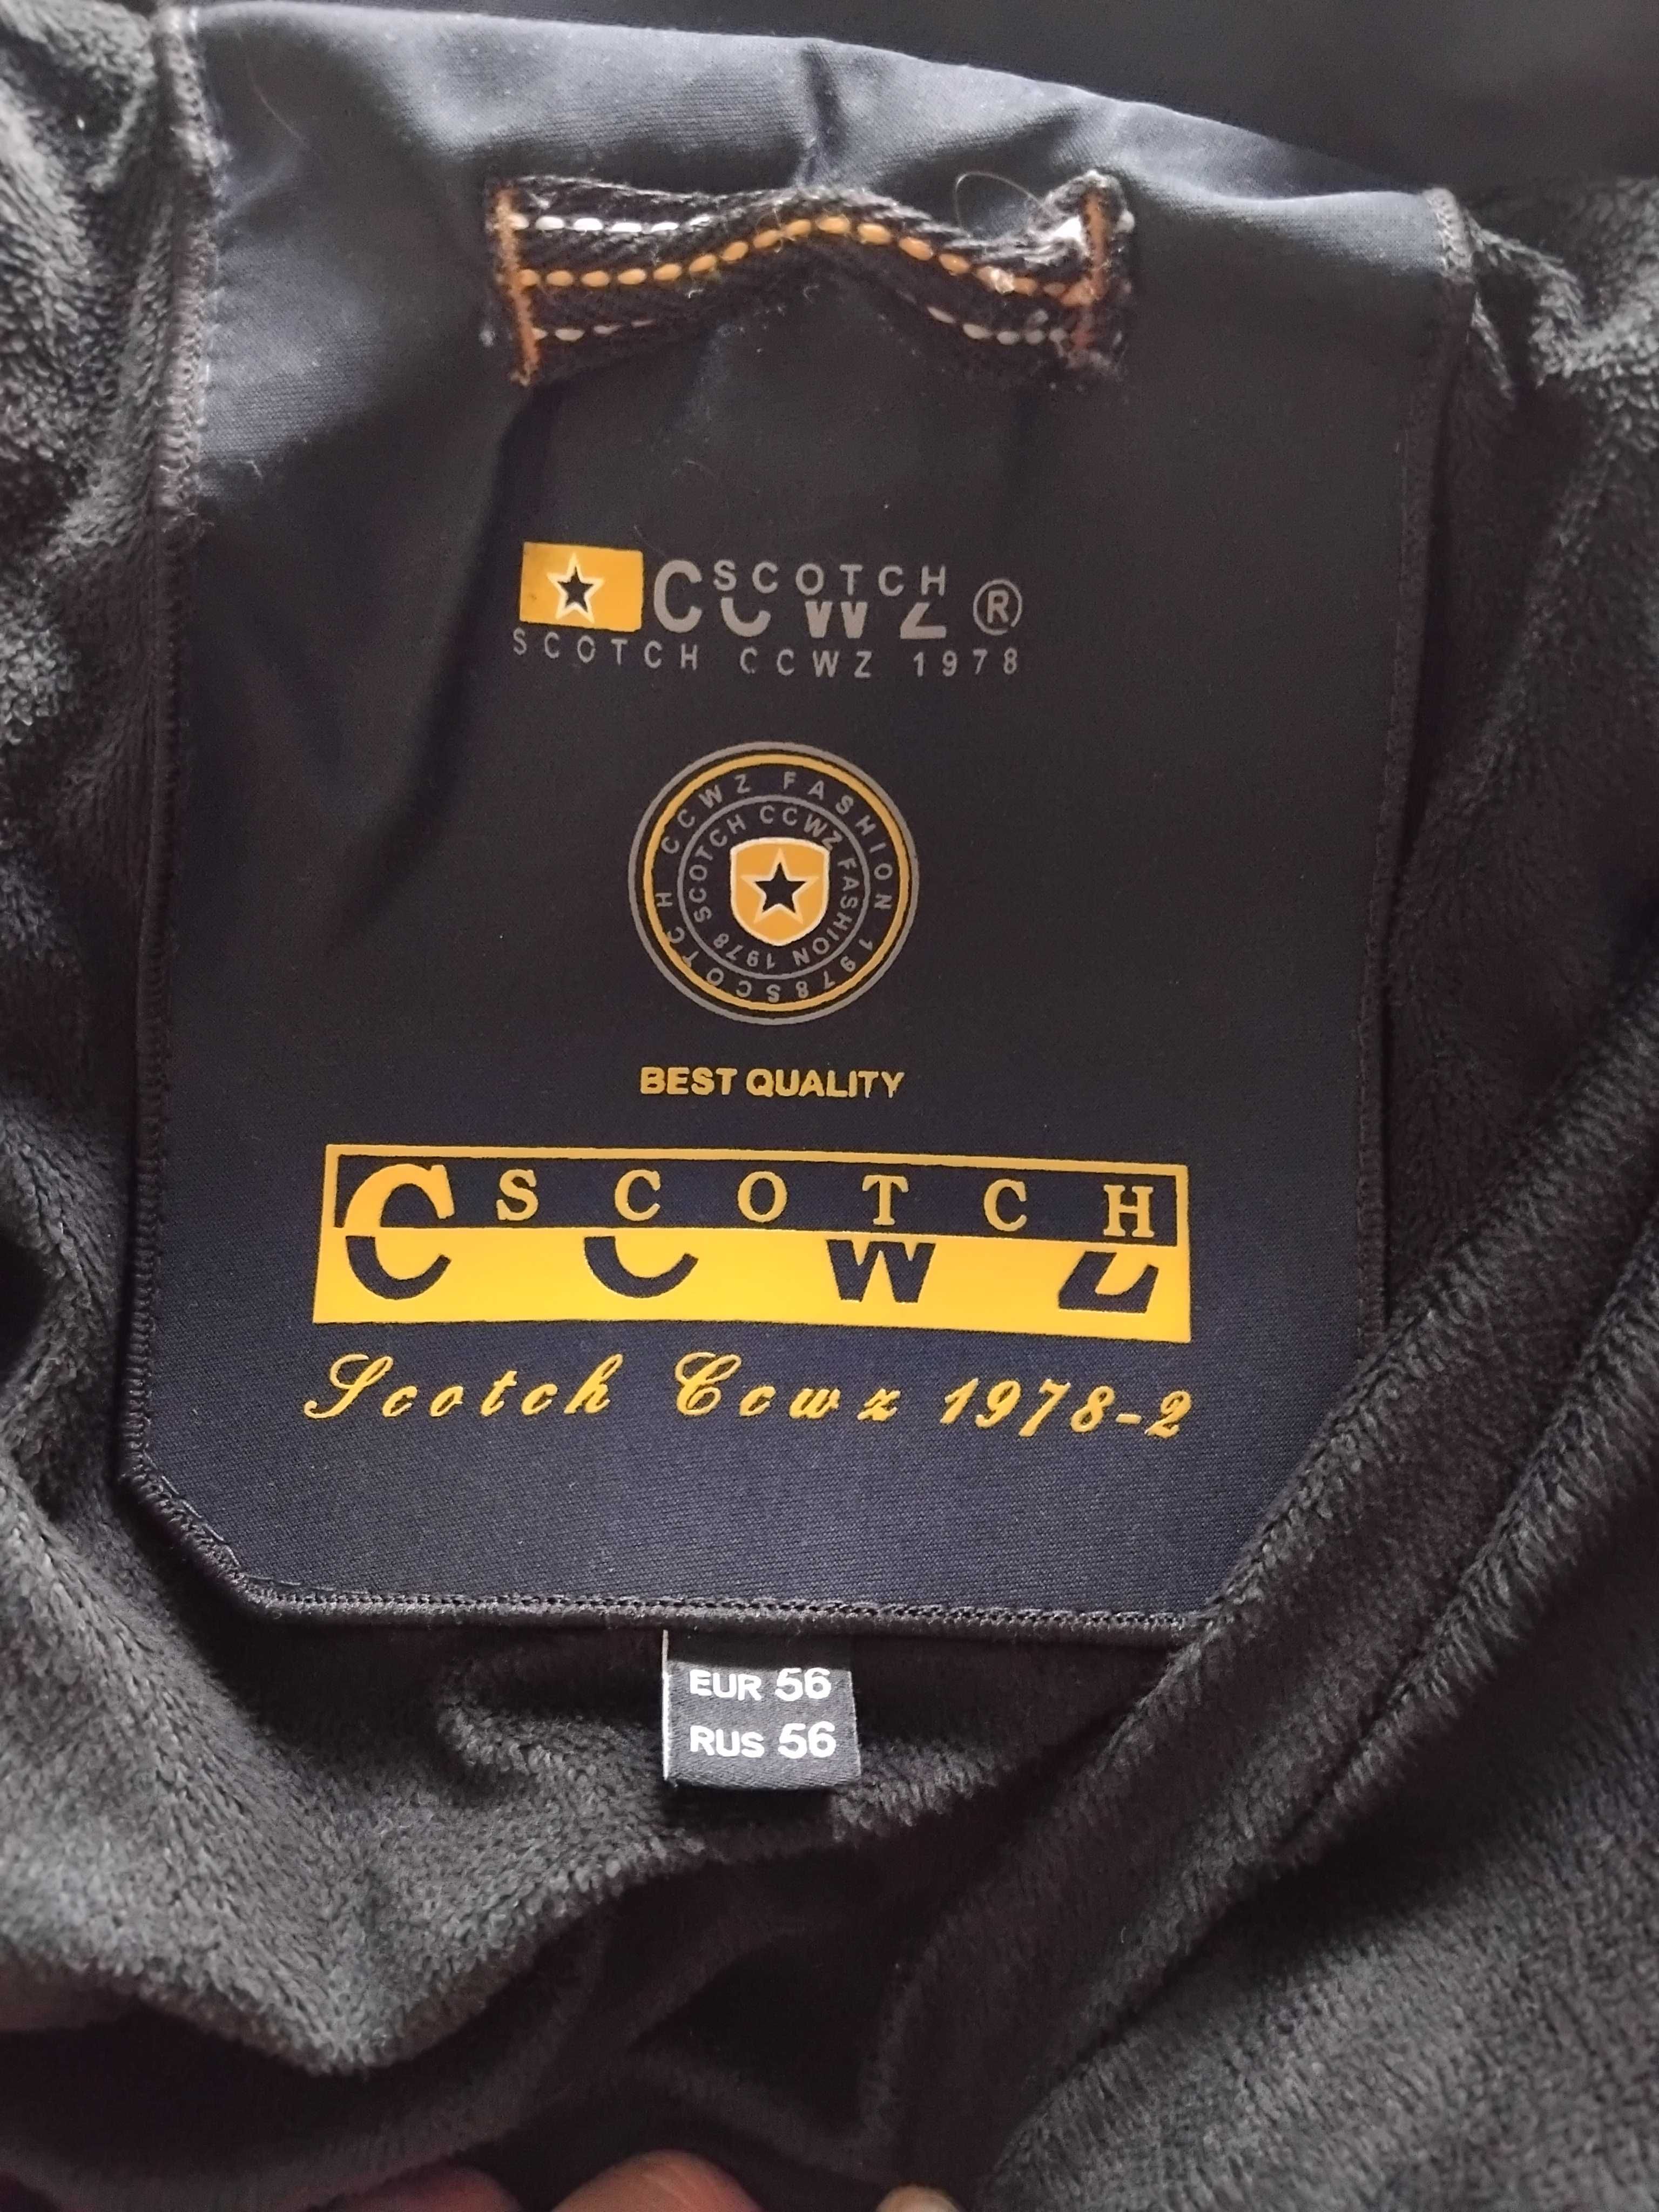 SCOTCH
CCWZ ®
SCOTCH CCWZ 1978
SCOTCH CCWZ FASHION 1978
SCOTCH CCWZ FASHION 1978
BEST QUALITY
SCOTCH
CCWZ
Scotch Ccwz 1978-2
EUR 56
RUS 56